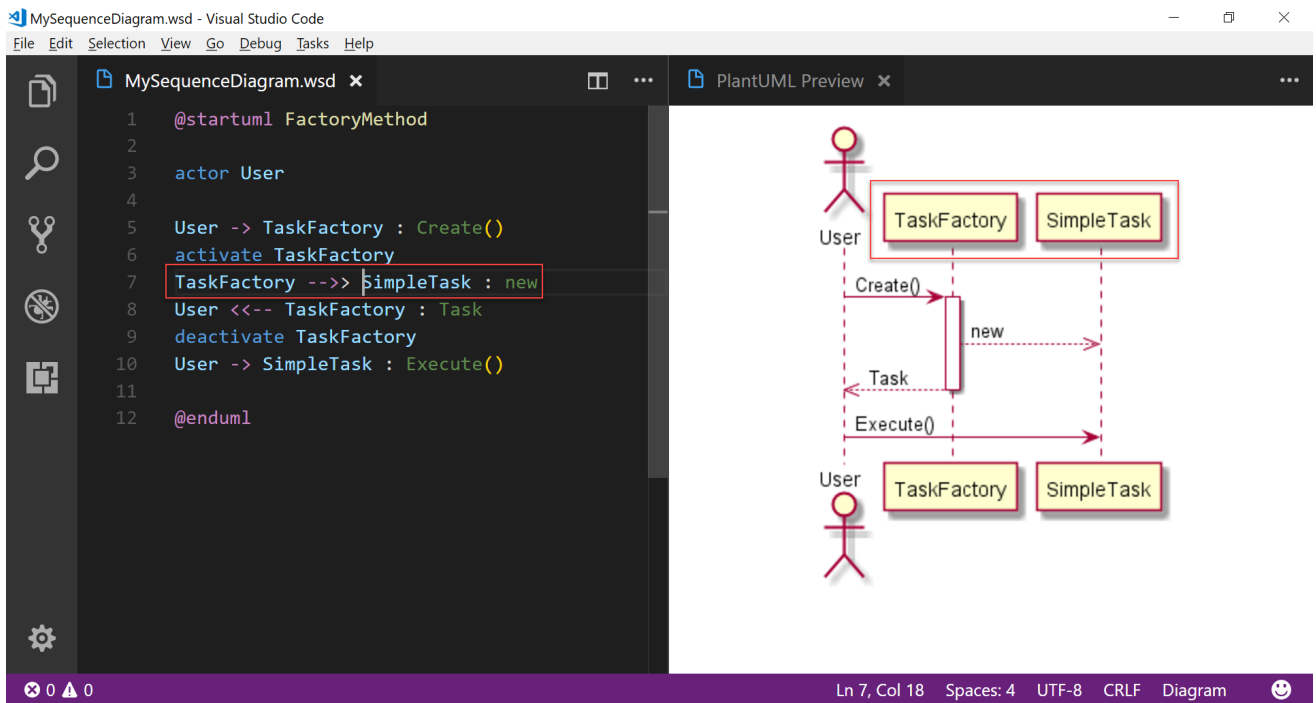 MySequenceDiagram.wsd - Visual Studio Code
File Edit Selection View Go Debug Tasks Help
MySequenceDiagram.wsd
1 @startuml FactoryMethod
2
3 actor User
4
5 User -> TaskFactory : Create()
6 activate TaskFactory
7 TaskFactory -->> SimpleTask : new
8 User <<-- TaskFactory : Task
9 deactivate TaskFactory
10 User -> SimpleTask : Execute()
11
12 @enduml
PlantUML Preview
User
TaskFactory
SimpleTask
Create()
new
Task
Execute()
User
TaskFactory
SimpleTask
0 0
Ln 7, Col 18 Spaces: 4 UTF-8 CRLF Diagram